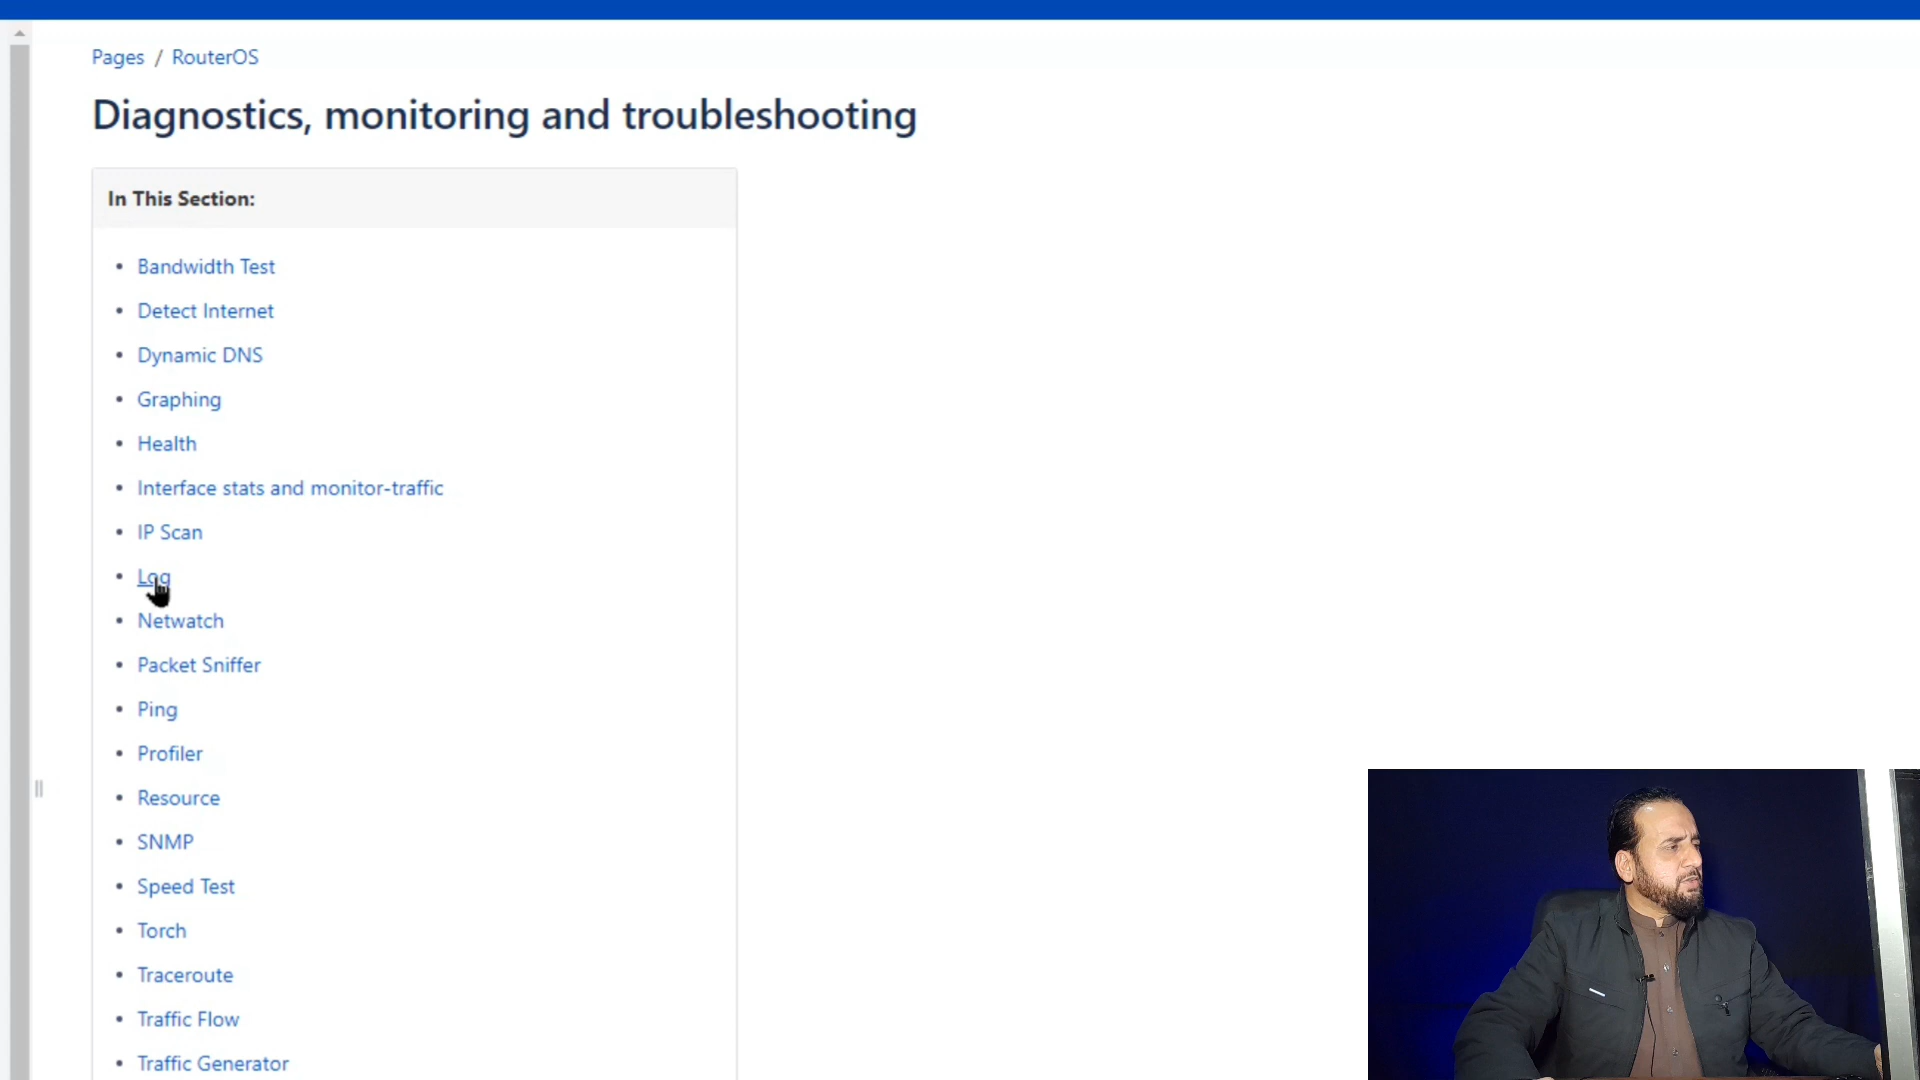 Pages / RouterOS
Diagnostics, monitoring and troubleshooting
In This Section:
• Bandwidth Test
• Detect Internet
• Dynamic DNS
• Graphing
• Health
• Interface stats and monitor-traffic
• IP Scan
• Log
• Netwatch
• Packet Sniffer
• Ping
• Profiler
• Resource
• SNMP
• Speed Test
• Torch
• Traceroute
• Traffic Flow
• Traffic Generator